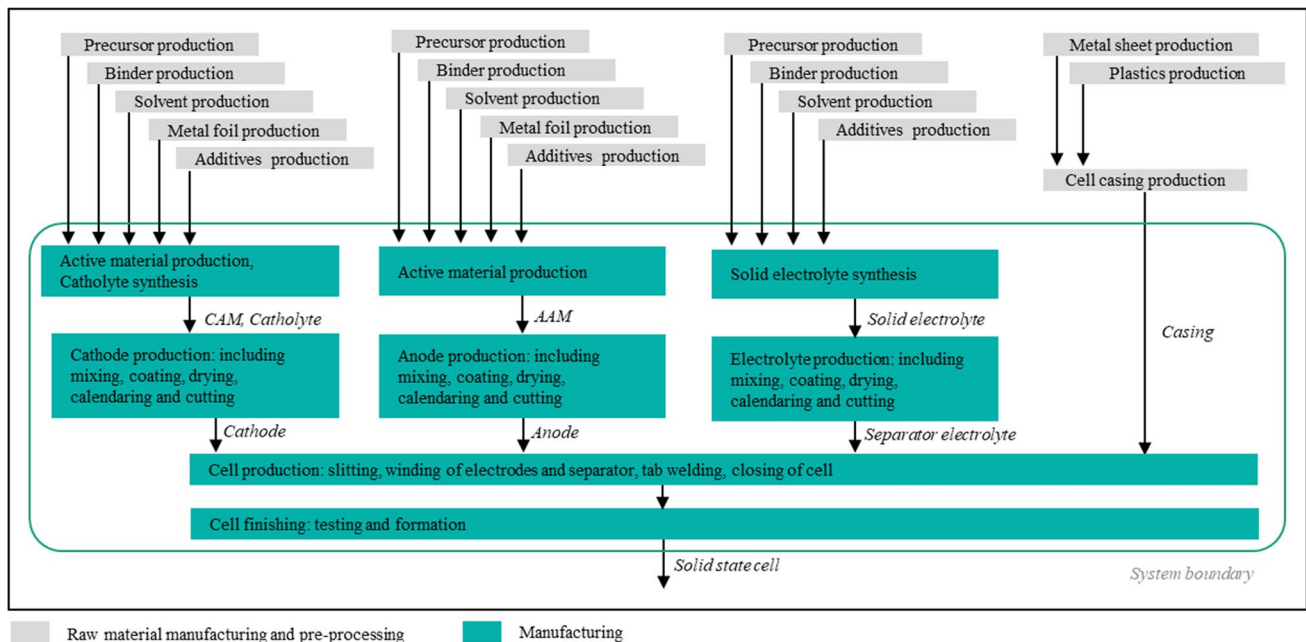 Precursor production
Binder production
Solvent production
Metal foil production
Additives production
Precursor production
Binder production
Solvent production
Metal foil production
Additives production
Precursor production
Binder production
Solvent production
Additives production
Metal sheet production
Plastics production
Cell casing production
Active material production,
Catholyte synthesis
Active material production
Solid electrolyte synthesis
CAM, Catholyte
AAM
Solid electrolyte
Casing
Cathode production: including
mixing, coating, drying,
calendaring and cutting
Anode production: including
mixing, coating, drying,
calendaring and cutting
Electrolyte production: including
mixing, coating, drying,
calendaring and cutting
Cathode
Anode
Separator electrolyte
Cell production: slitting, winding of electrodes and separator, tab welding, closing of cell
Cell finishing: testing and formation
Solid state cell
System boundary
Raw material manufacturing and pre-processing
Manufacturing